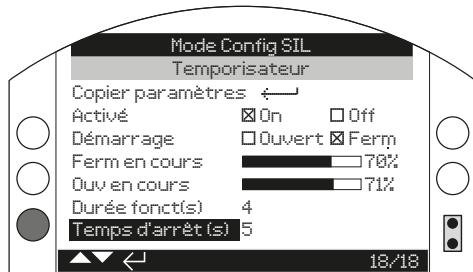 Mode Config SIL
Temporisateur
Copier paramètres
Activé On Off
Démarrage Ouvert Ferm
Ferm en cours 70%
Ouv en cours 71%
Durée fonct(s) 4
Temps d'arrêt(s) 5
18/18